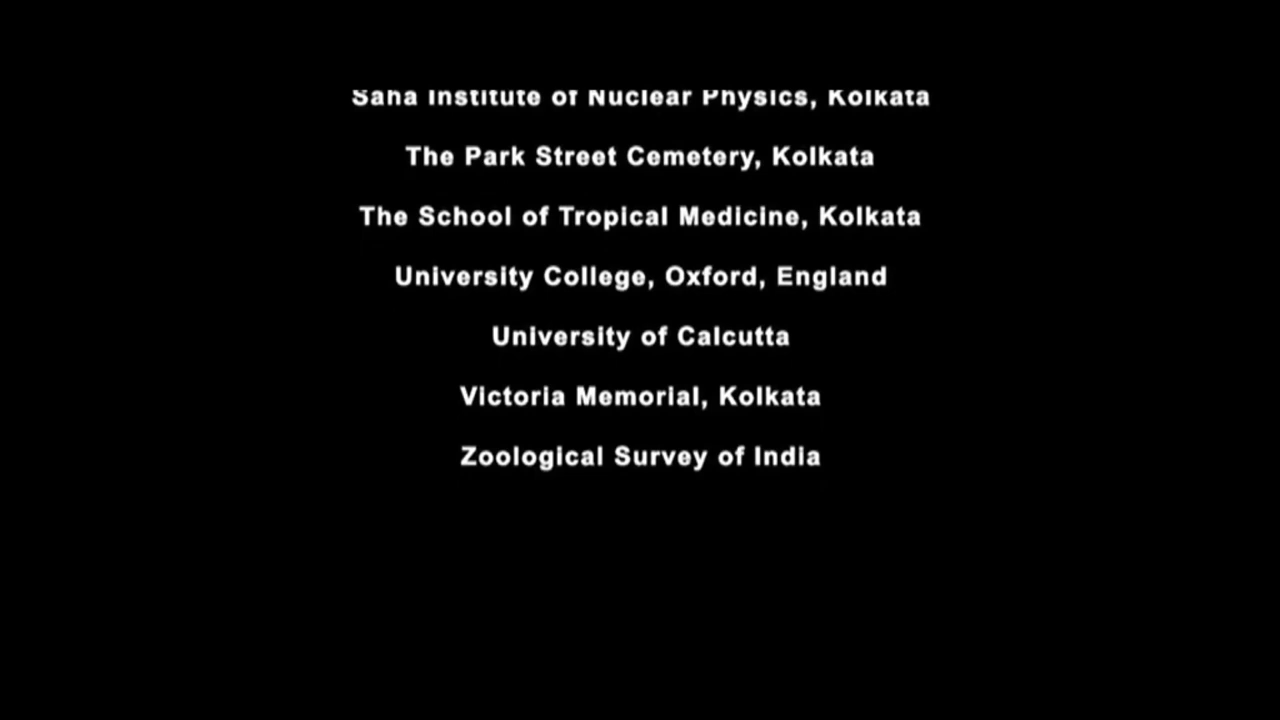 Saha Institute of Nuclear Physics, Kolkata
The Park Street Cemetery, Kolkata
The School of Tropical Medicine, Kolkata
University College, Oxford, England
University of Calcutta
Victoria Memorial, Kolkata
Zoological Survey of India